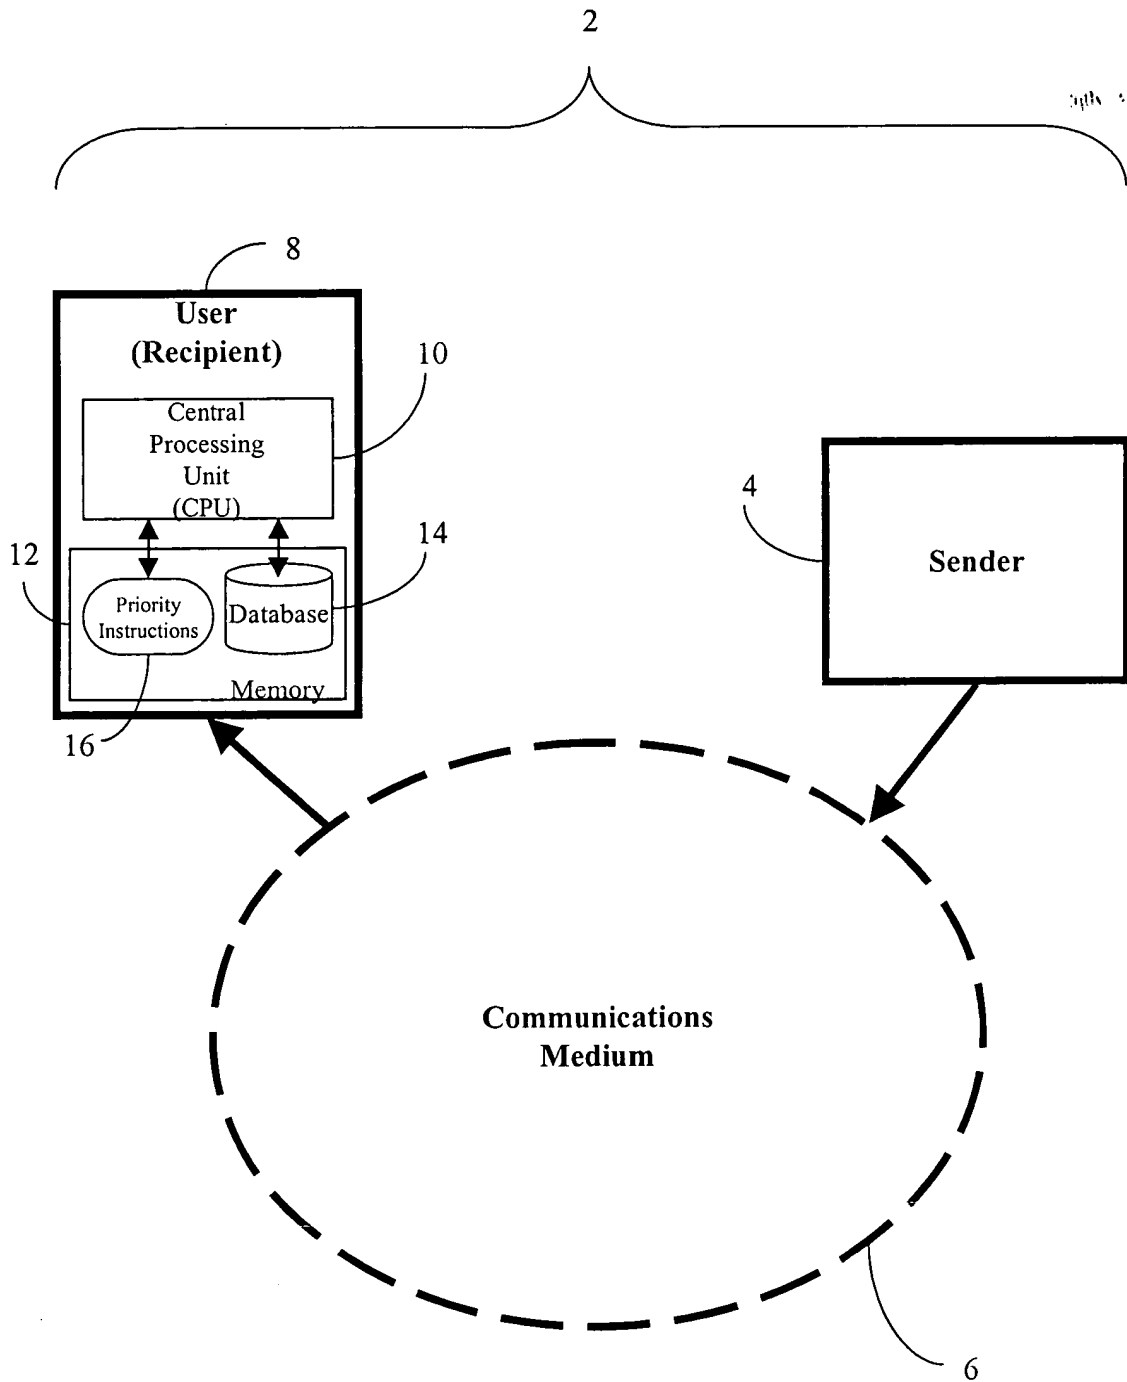 2
8
User
(Recipient)
10
Central
Processing
Unit
(CPU)
4
14
12
Sender
Priority
Instructions
Database
Memory
16
Communications
Medium
6